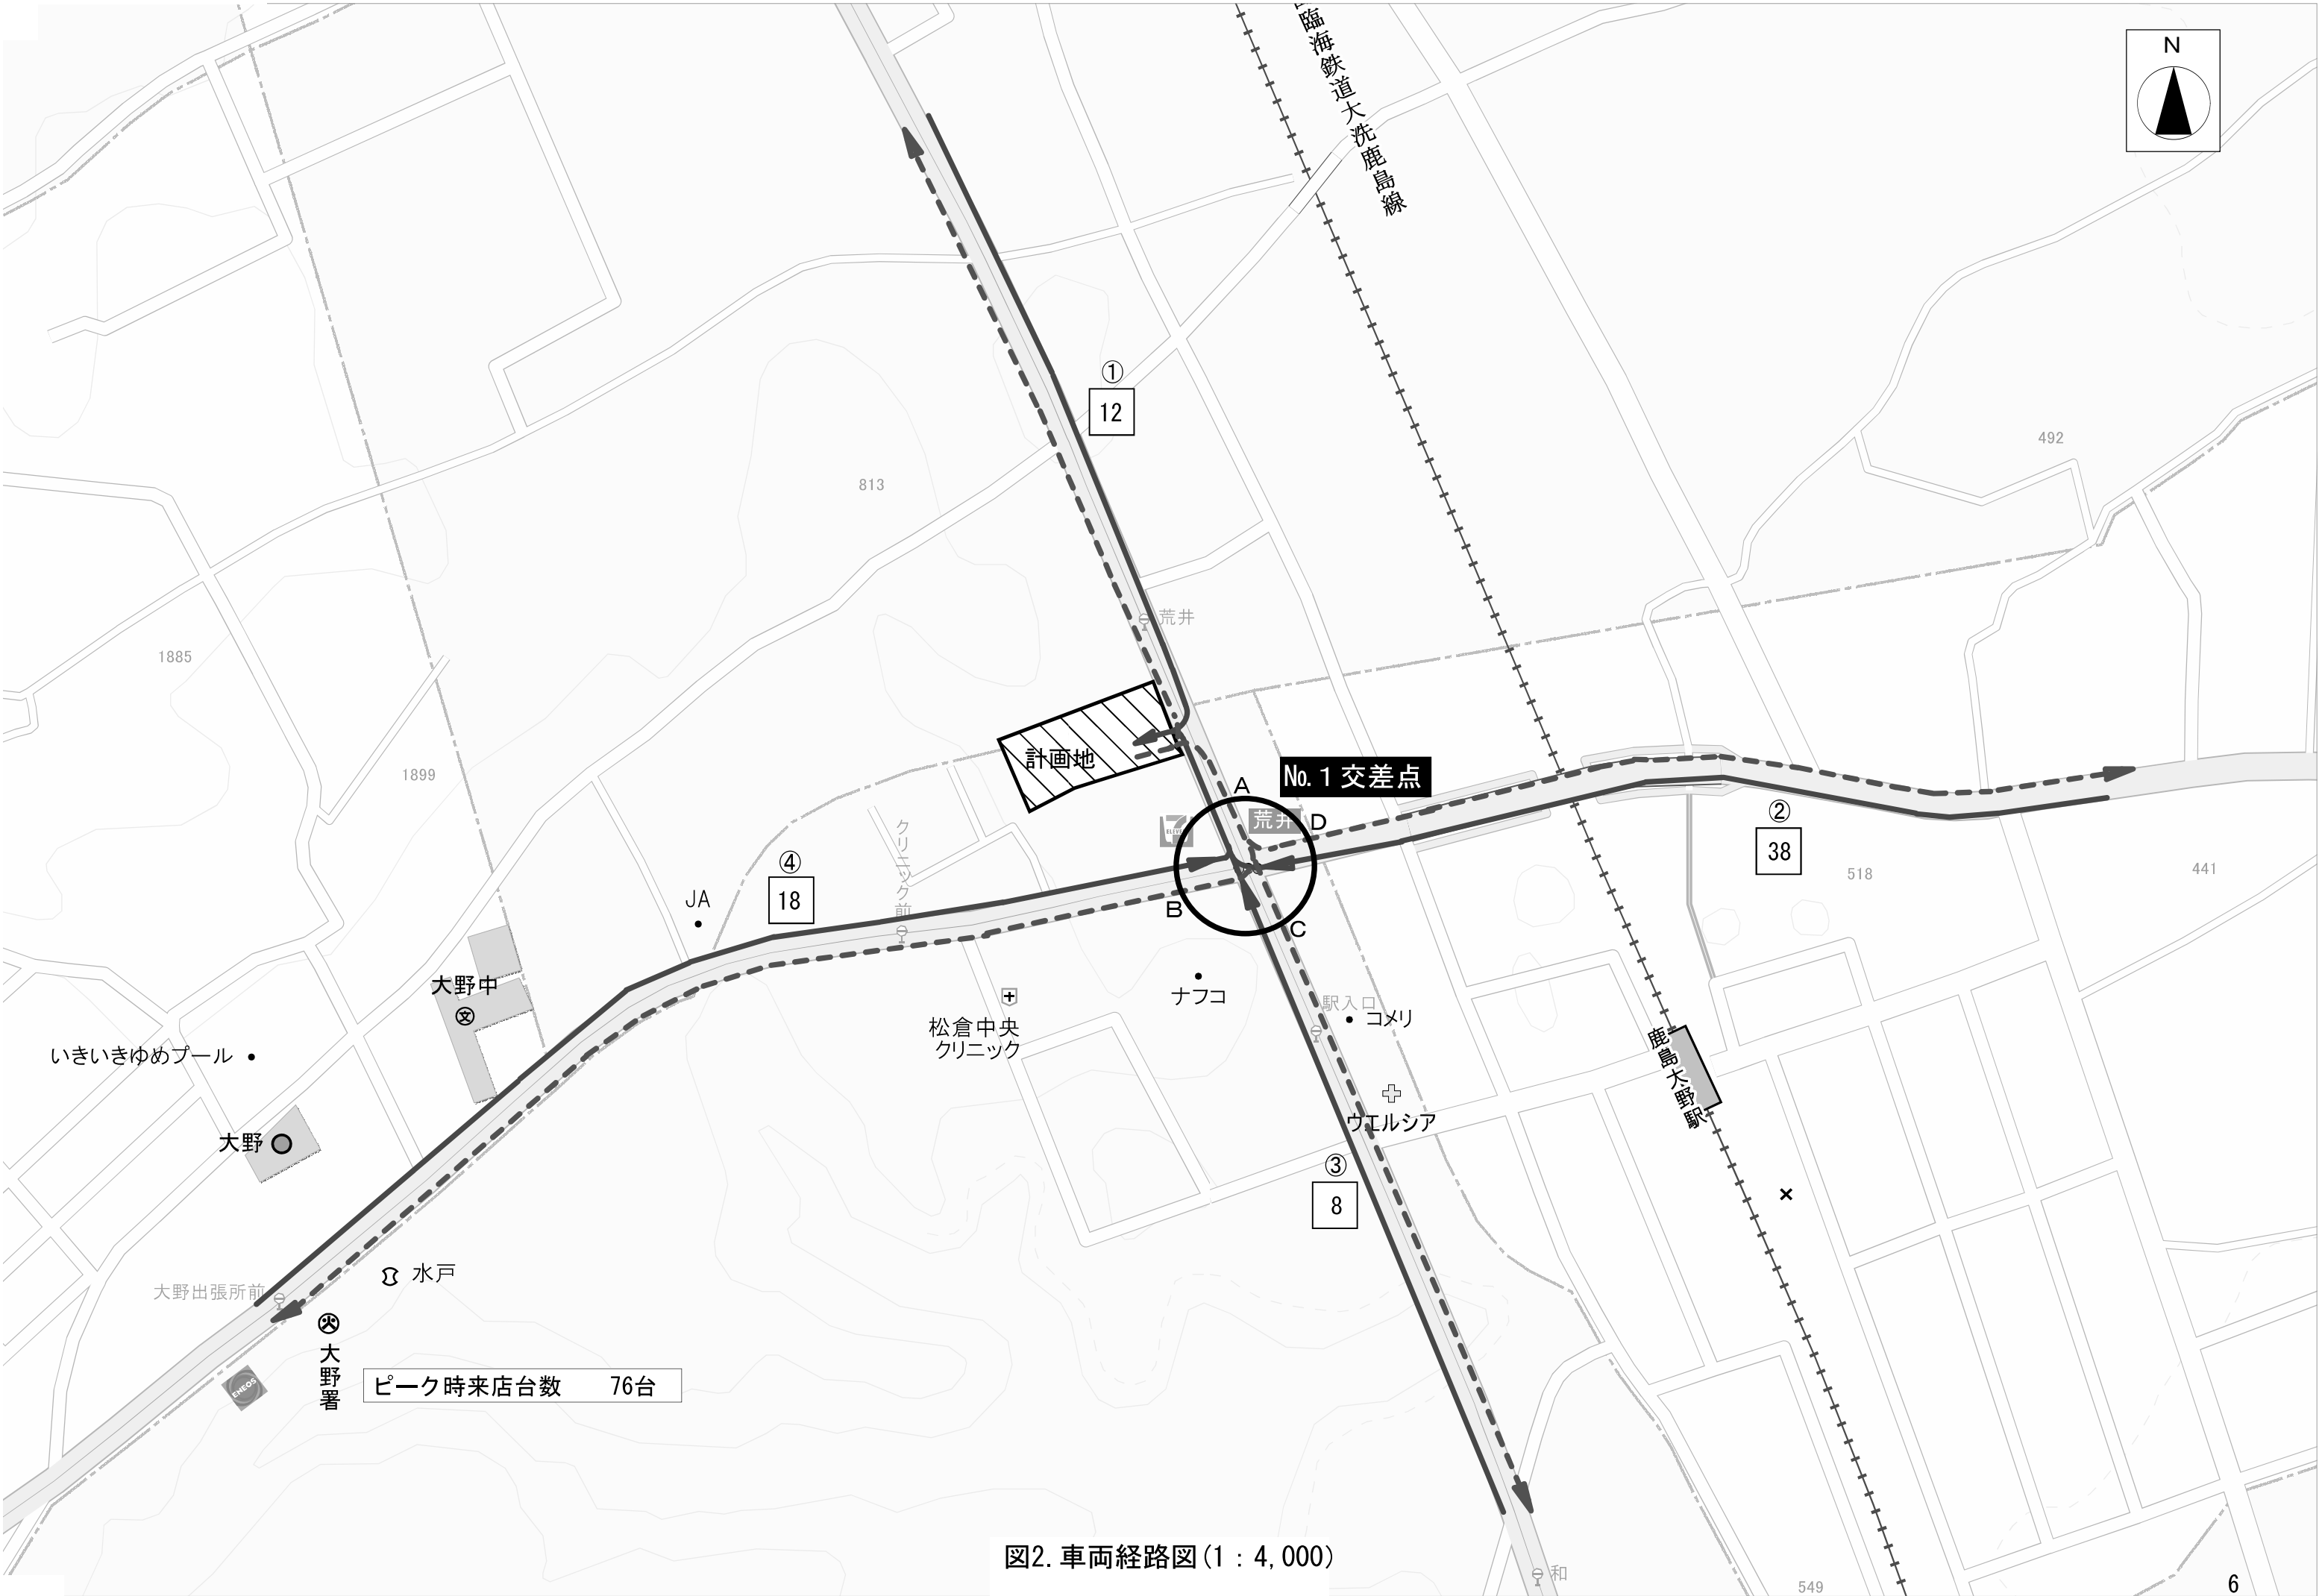 臨海鉄道大洗鹿島線
N
①
12
492
813
荒井
1885
計画地
No.1交差点
1899
A
荒井
D
②
38
クリニック前
④
18
JA
B
C
518
441
大野中
文
ナフコ
駅入口
コメリ
松倉中央
クリニック
いきいきゆめプール
鹿島大野駅
大野
ウエルシア
③
8
水戸
大野出張所前
大野署
ENEOS
ピーク時来店台数 76台
図2.車両経路図(1:4,000)
和
549
6